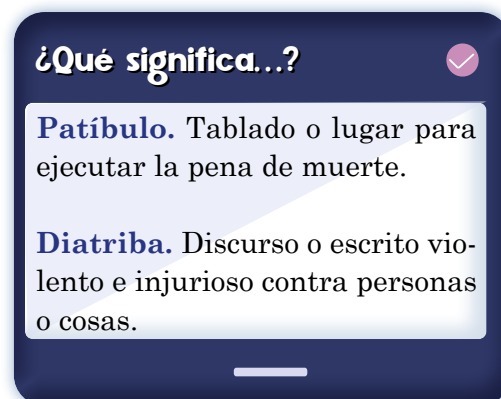 ¿Qué significa...?
Patíbulo. Tablado o lugar para
ejecutar la pena de muerte.
Diatriba. Discurso o escrito vio-
lento e injurioso contra personas
o cosas.